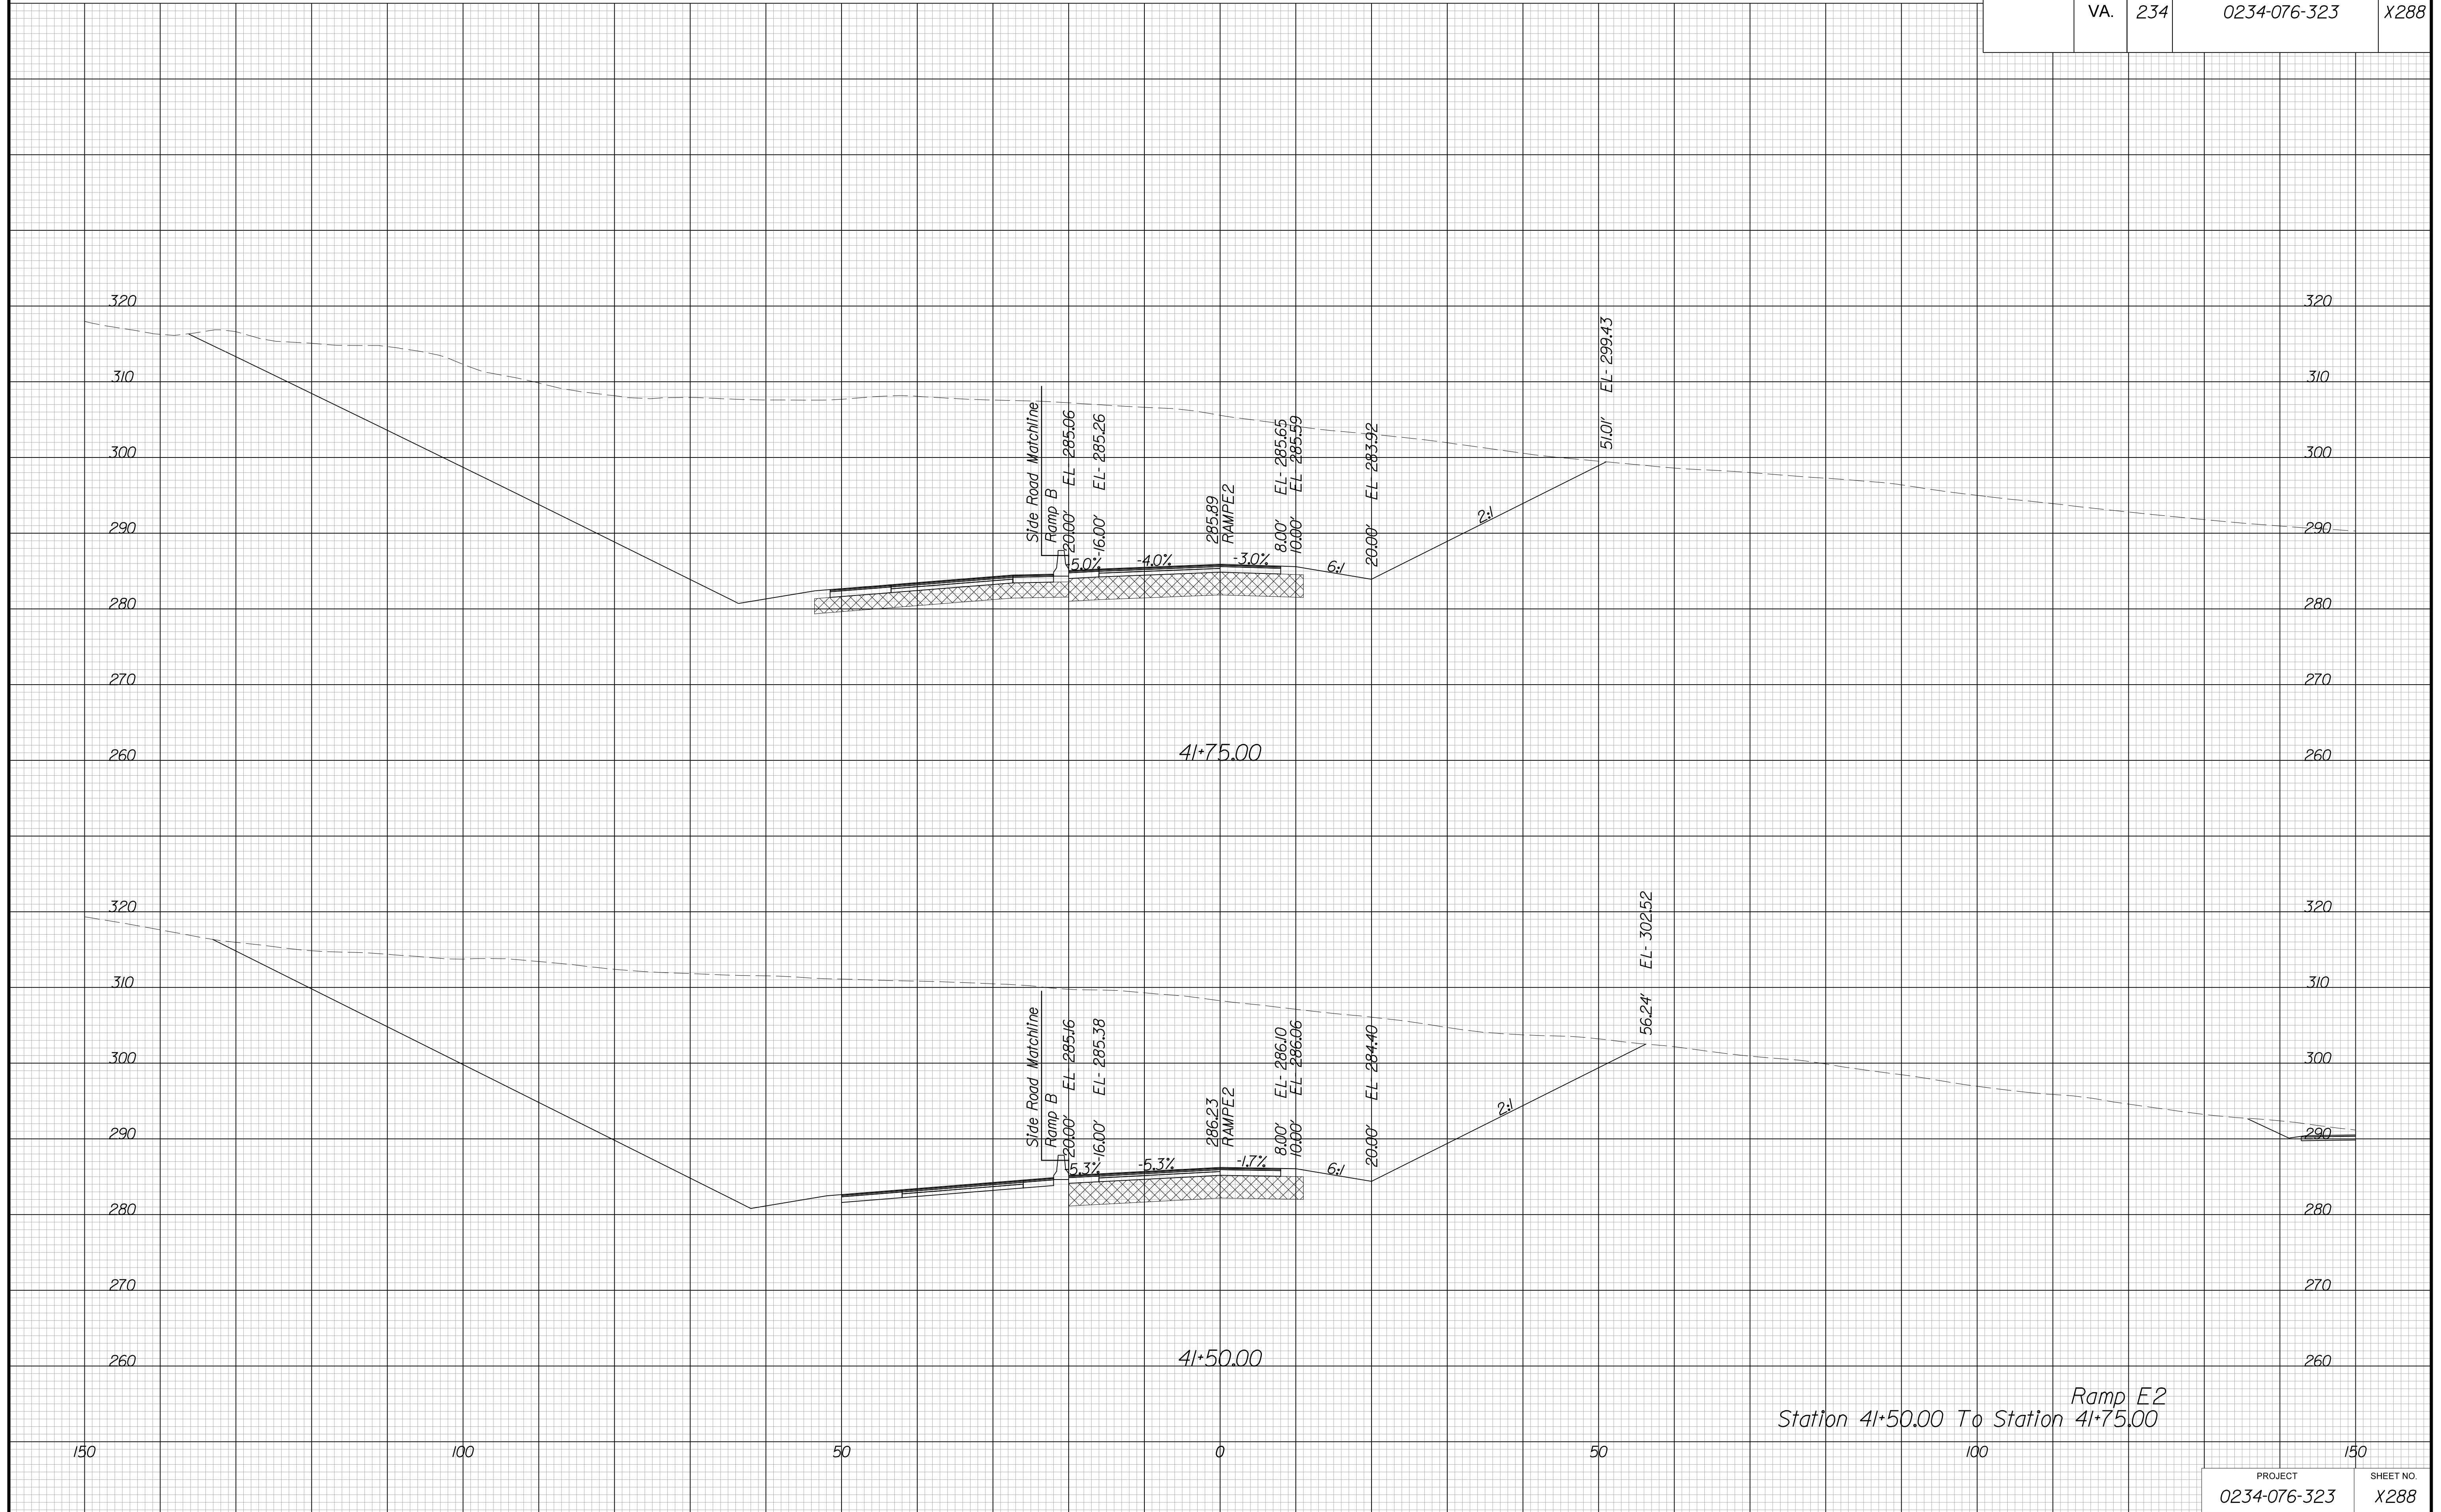 VA. 234 0234-076-323 X288
320 320
310 310
300 300
290 290
280 280
270 270
260 260
Side Road Matchline
Ramp B
-20.00' EL- 285.06
-16.00' EL- 285.26
285.89
RAMPE2
8.00' EL- 285.65
10.00' EL- 285.59
20.00' EL- 283.92
51.01' EL- 299.43
-5.0% -4.0% -3.0% 6:1 2:1
41+75.00
320 320
310 310
300 300
290 290
280 280
270 270
260 260
Side Road Matchline
Ramp B
-20.00' EL- 285.16
-16.00' EL- 285.38
286.23
RAMPE2
8.00' EL- 286.10
10.00' EL- 286.06
20.00' EL- 284.40
56.24' EL- 302.52
-5.3% -5.3% -1.7% 6:1 2:1
41+50.00
Ramp E2
Station 41+50.00 To Station 41+75.00
150 100 50 0 50 100 150
PROJECT SHEET NO.
0234-076-323 X288